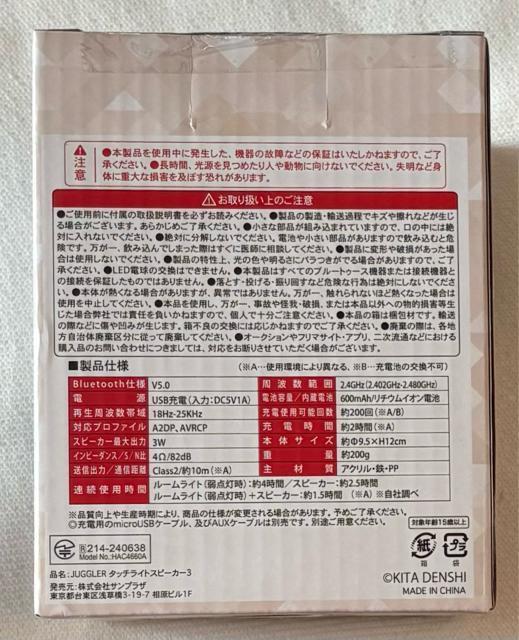 注意
●本製品を使用中に発生した、機器の故障などの保証はいたしかねますので、ご了
承ください。●長時間、光源を見つめたり人や動物に向けないでください。失明など身
体に重大な損害を及ぼす恐れがあります。
お取り扱い上のご注意
●ご使用前に付属の取扱説明書を必ずお読みください。●製品の製造・輸送過程でキズや擦れなどが生じ
る場合がございます。あらかじめご了承ください。●小さな部品が組み込まれていますので、口の中には絶
対に入れないでください。●絶対に分解しないでください。電池や小さい部品がありますので飲み込むと危
険です。万が一、飲み込んでしまった際はすぐに医師に相談してください。●製品に変形や破損があった場
合は使用しないでください。●製品の特性上、光の色や明るさにバラつきがでる場合がございますので、ご
了承ください。●LED電球の交換はできません。●本製品はすべてのブルートゥース機器または接続機器と
の接続を保証したものではありません。●落とす・投げる・振り回すなど危険な行為は絶対にしないでくださ
い。●本体が熱くなる場合がありますが、異常ではありません。万が一、触れられないほど熱くなった場合は
使用を中止してください。●本商品を使用し、万が一、事故や怪我・破損、または本品以外への物的損害等生
じた場合弊社では責任を負いかねますので、個人で十分ご注意ください。●本品の箱は梱包材です。輸送
の際などに傷や凹みが生じます。箱不良の交換には応じかねますのでご了承ください。●廃棄の際は、各地
方自治体廃棄区分に従って廃棄してください。●オークションやフリマサイト・アプリ、二次流通などにおける
購入品のお問い合わせにつきましては、対応をお断りさせていただく場合がございます。
■製品仕様 (※A…使用環境により異なる、※B…充電池の交換不可)
Bluetooth仕様 V5.0 周波数範囲 2.4GHz(2.402GHz-2.480GHz)
電源 USB充電(入力:DC5V1A) 電池容量/内蔵電池 600mAh/リチウムイオン電池
再生周波数帯域 18Hz-25KHz 充電使用可能回数 約200回(※A/B)
対応プロファイル A2DP、AVRCP 充電時間 約2時間(※A)
スピーカー最大出力 3W 本体サイズ 約Φ9.5×H12cm
インピーダンス/S/N比 4Ω/82dB 重量 約200g
送信出力/通信距離 Class2/約10m(※A) 主材質 アクリル・鉄・PP
連続使用時間 ルームライト(弱点灯時):約4時間/スピーカー:約2.5時間
ルームライト(弱点灯時)+スピーカー:約1.5時間 (※A)※自社調べ
※品質向上や生産時期により、商品の仕様が変更される場合があります。予めご了承ください。
◎充電用のmicroUSBケーブル、及びAUXケーブルは別売です。別途ご用意ください。
対象年齢15歳以上
R 214-240638
Model No:HAC4660A
紙 プラ
箱 袋
品名:JUGGLER タッチライトスピーカー3
発売元:株式会社サンプラザ
東京都台東区浅草橋3-19-7 相原ビル1F
©KITA DENSHI
MADE IN CHINA